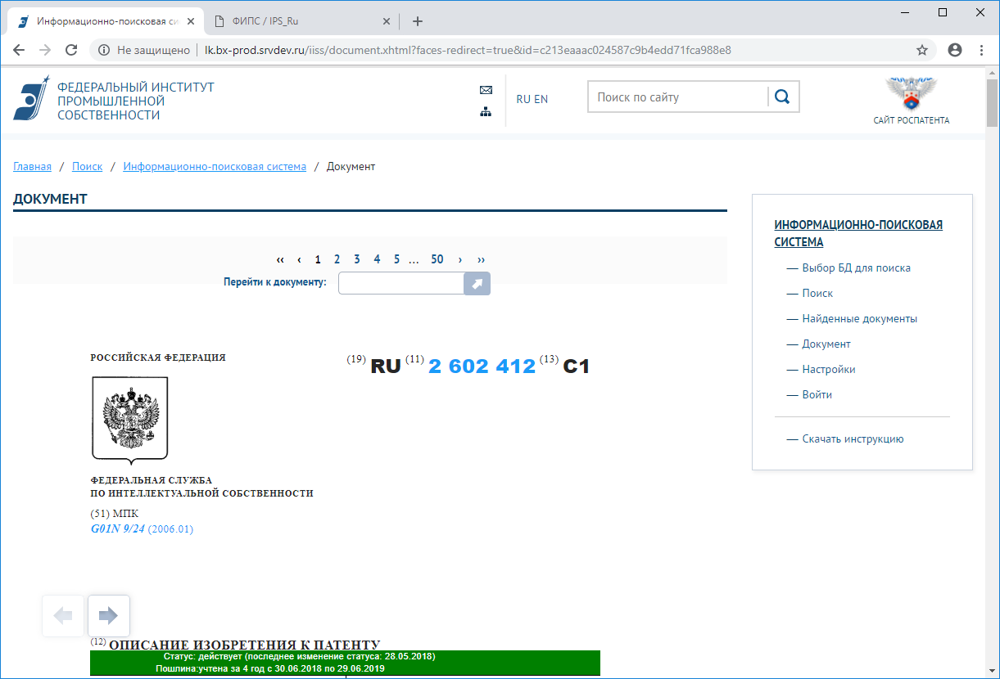 Информационно-поисковая си
ФИПС / IPS_Ru
Не защищено
lk.bx-prod.srvdev.ru/iiss/document.xhtml?faces-redirect=true&id=c213eaaac024587c9b4edd71fca988e8
ФЕДЕРАЛЬНЫЙ ИНСТИТУТ
ПРОМЫШЛЕННОЙ
СОБСТВЕННОСТИ
RU EN
Поиск по сайту
САЙТ РОСПАТЕНТА
Главная / Поиск / Информационно-поисковая система / Документ
ДОКУМЕНТ
‹‹ ‹ 1 2 3 4 5 ... 50 › ››
Перейти к документу:
РОССИЙСКАЯ ФЕДЕРАЦИЯ
(19) RU (11) 2 602 412 (13) C1
ФЕДЕРАЛЬНАЯ СЛУЖБА
ПО ИНТЕЛЛЕКТУАЛЬНОЙ СОБСТВЕННОСТИ
(51) МПК
G01N 9/24 (2006.01)
(12) ОПИСАНИЕ ИЗОБРЕТЕНИЯ К ПАТЕНТУ
Статус: действует (последнее изменение статуса: 28.05.2018)
Пошлина:учтена за 4 год с 30.06.2018 по 29.06.2019
ИНФОРМАЦИОННО-ПОИСКОВАЯ
СИСТЕМА
— Выбор БД для поиска
— Поиск
— Найденные документы
— Документ
— Настройки
— Войти
— Скачать инструкцию